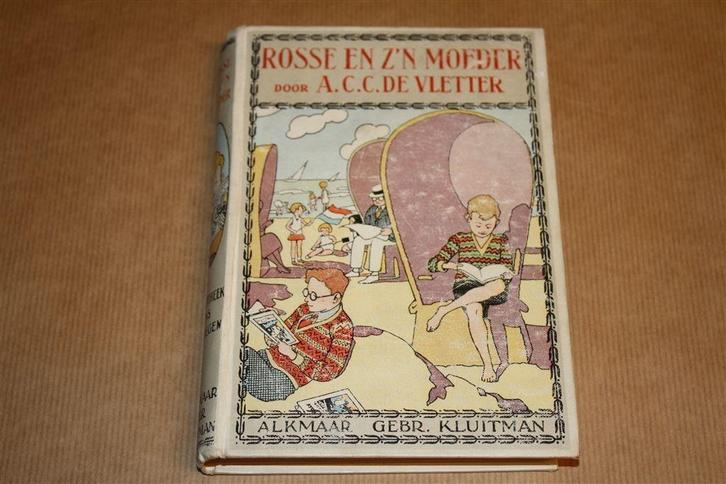 ROSSE EN Z'N MOEDER
DOOR A.C.C. DE VLETTER
ALKMAAR GEBR. KLUITMAN